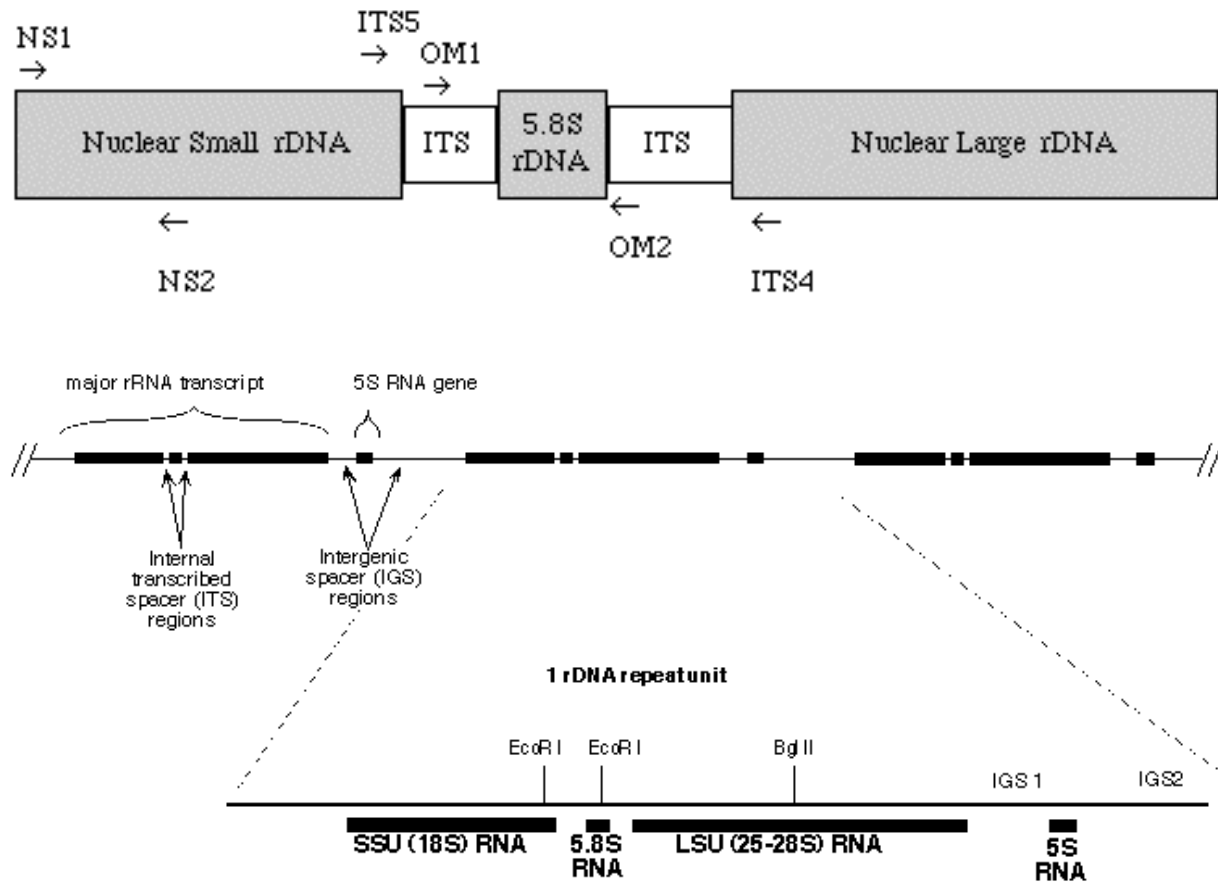 ITS5
NS1
OM1
Nuclear Small rDNA
ITS
5.8S
rDNA
ITS
Nuclear Large rDNA
NS2
OM2
ITS4
major rRNA transcript
5S RNA gene
Internal
transcribed
spacer (ITS)
regions
Intergenic
spacer (IGS)
regions
1 rDNA repeat unit
EcoR I
EcoR I
Bgl II
IGS 1
IGS2
SSU (18S) RNA
5.8S
RNA
LSU (25-28S) RNA
5S
RNA